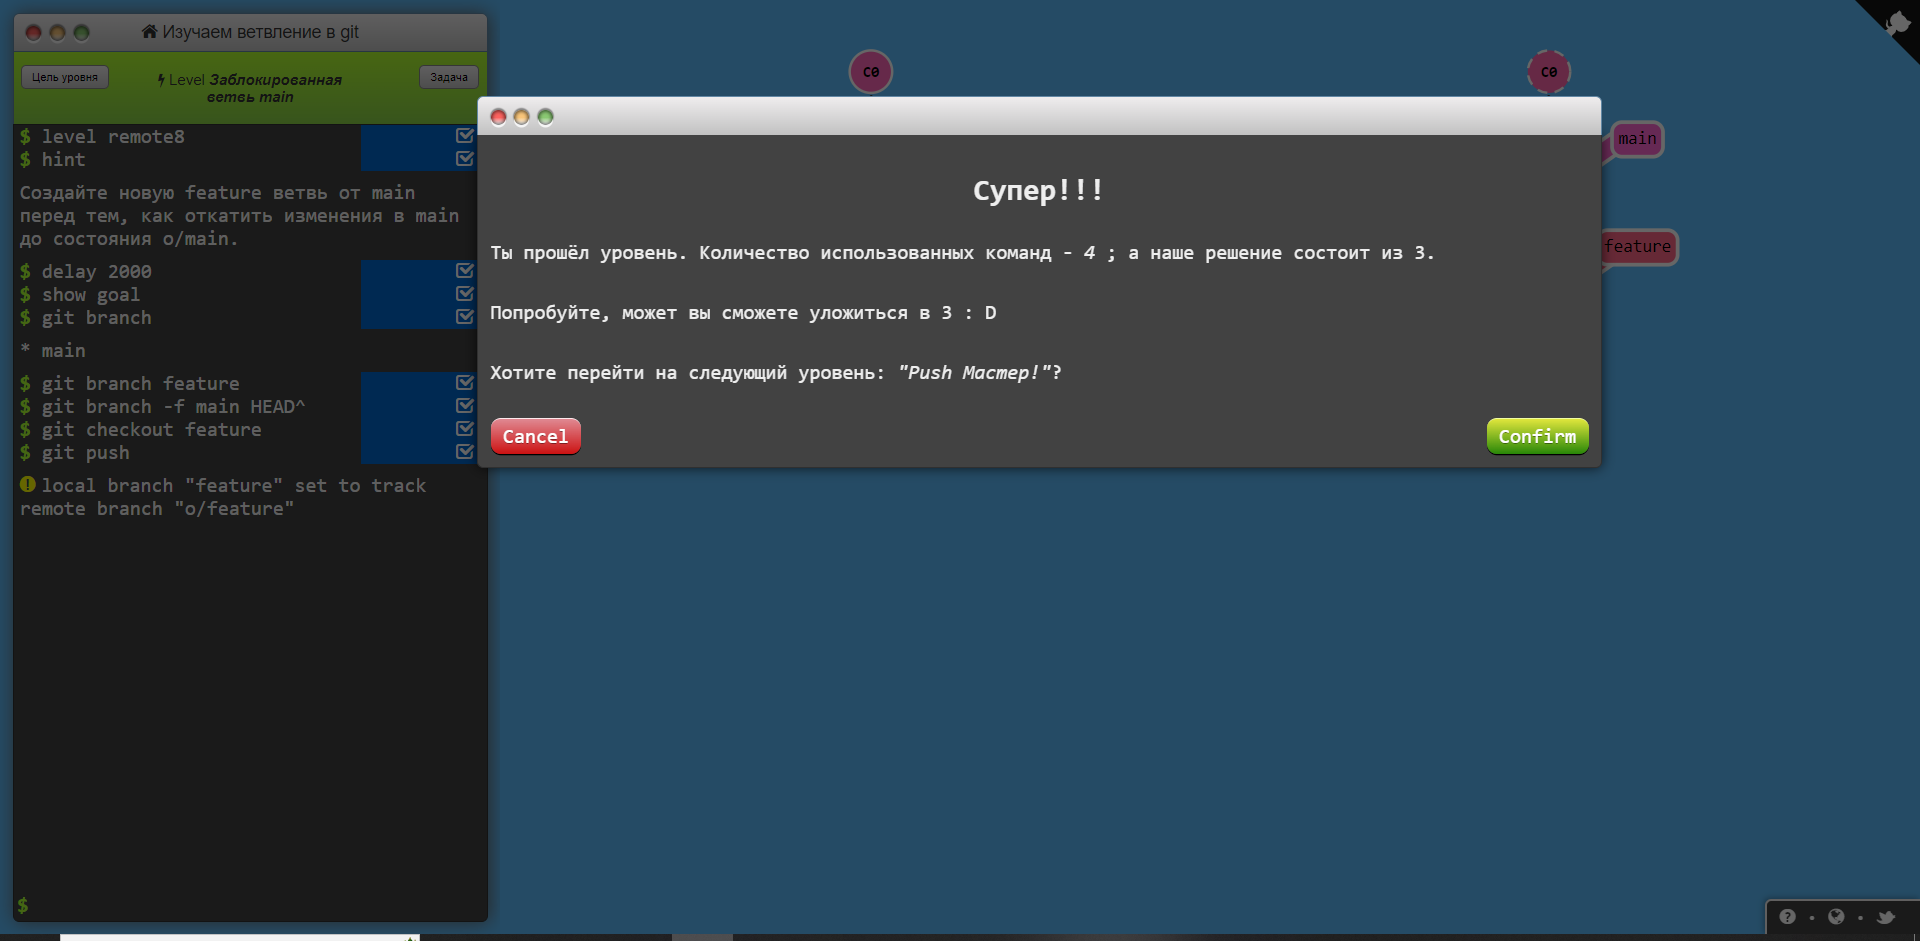 Изучаем ветвление в git
Цель уровня
Level Заблокированная
ветвь main
Задача
$ level remote8
$ hint
Создайте новую feature ветвь от main
перед тем, как откатить изменения в main
до состояния o/main.
$ delay 2000
$ show goal
$ git branch
* main
$ git branch feature
$ git branch -f main HEAD^
$ git checkout feature
$ git push
local branch "feature" set to track
remote branch "o/feature"
$
C0
C0
main
feature
Супер!!!
Ты прошёл уровень. Количество использованных команд - 4 ; а наше решение состоит из 3.
Попробуйте, может вы сможете уложиться в 3 : D
Хотите перейти на следующий уровень: "Push Мастер!"?
Cancel
Confirm